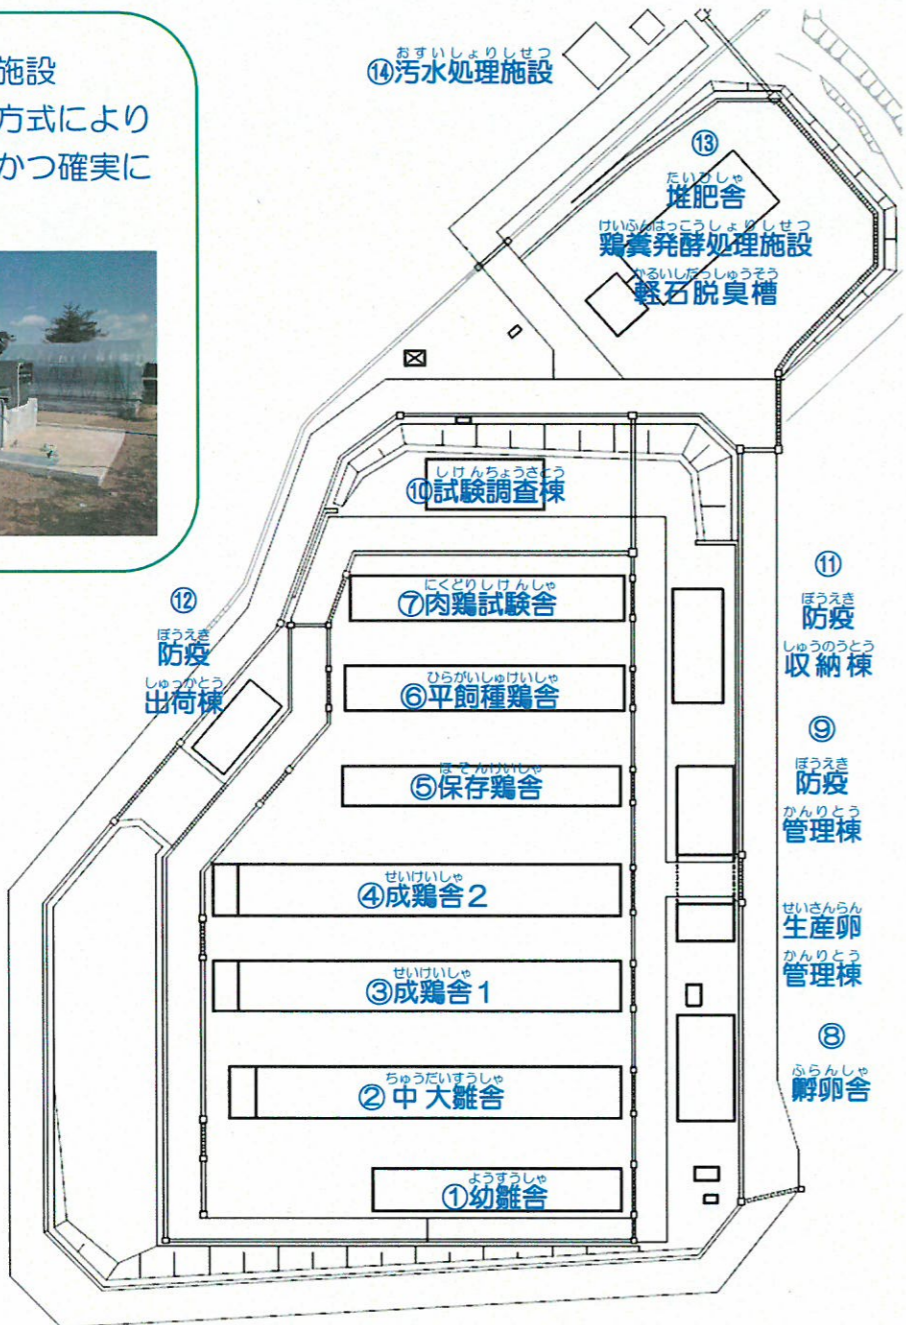 施設
方式により
かつ確実に
おすいしょりしせつ
⑭汚水処理施設
⑬
たいひしゃ
堆肥舎
けいふんはっこうしょりしせつ
鶏糞発酵処理施設
かるいしだっしゅうそう
軽石脱臭槽
しけんちょうさとう
⑩試験調査棟
にくどりしけんしゃ
⑦肉鶏試験舎
ひらがいしゅけいしゃ
⑥平飼種鶏舎
ほぞんけいしゃ
⑤保存鶏舎
せいけいしゃ
④成鶏舎2
せいけいしゃ
③成鶏舎1
ちゅうだいすうしゃ
②中大雛舎
ようすうしゃ
①幼雛舎
⑫
ぼうえき
防疫
しゅっかとう
出荷棟
⑪
ぼうえき
防疫
しゅうのうとう
収納棟
⑨
ぼうえき
防疫
かんりとう
管理棟
せいさんらん
生産卵
かんりとう
管理棟
⑧
ふらんしゃ
孵卵舎